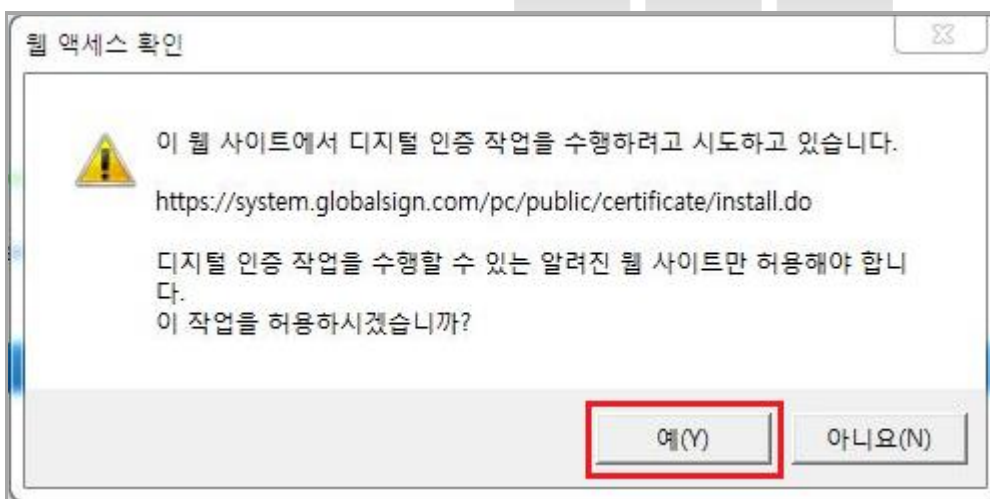 웹 액세스 확인
이 웹 사이트에서 디지털 인증 작업을 수행하려고 시도하고 있습니다.
https://system.globalsign.com/pc/public/certificate/install.do
디지털 인증 작업을 수행할 수 있는 알려진 웹 사이트만 허용해야 합니
다.
이 작업을 허용하시겠습니까?
예(Y) 아니요(N)